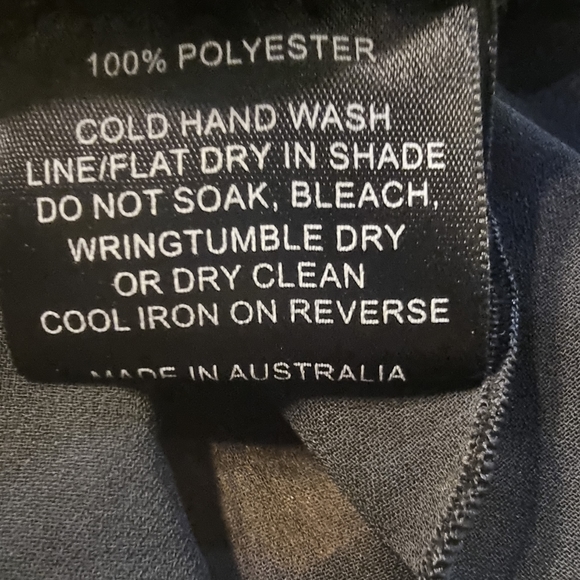 100% POLYESTER
COLD HAND WASH
LINE/FLAT DRY IN SHADE
DO NOT SOAK, BLEACH,
WRINGTUMBLE DRY
OR DRY CLEAN
COOL IRON ON REVERSE
MADE IN AUSTRALIA